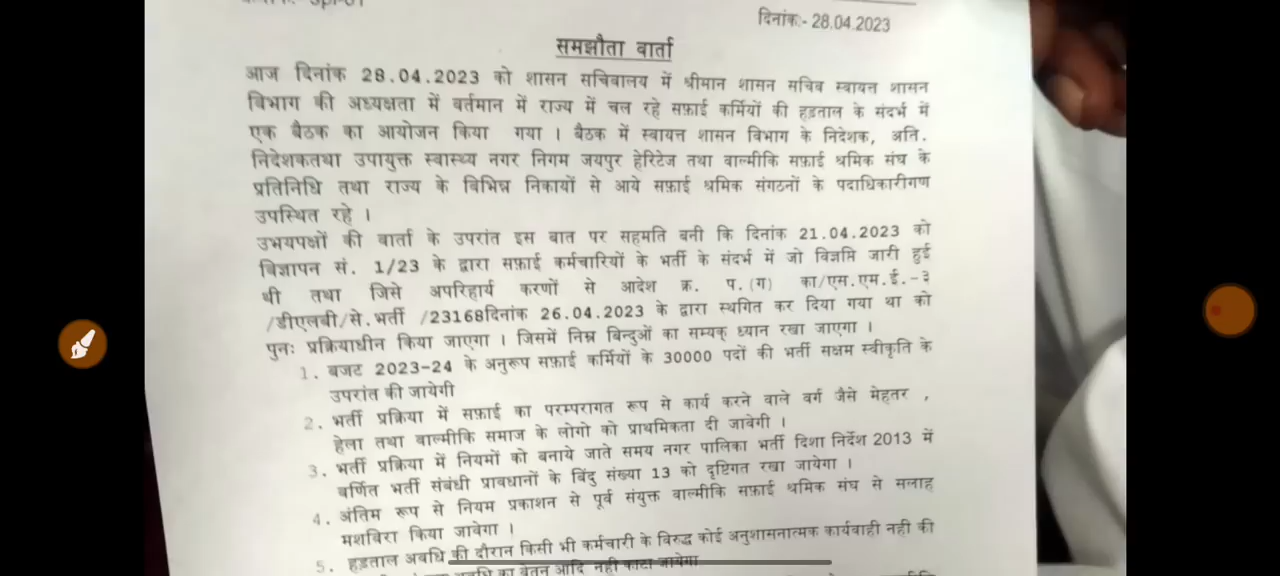 दिनांक:- 28.04.2023
समझौता वार्ता
आज दिनांक 28.04.2023 को शासन सचिवालय में श्रीमान शासन सचिव स्वायत्त शासन
विभाग की अध्यक्षता में वर्तमान में राज्य में चल रहे सफ़ाई कर्मियों की हड़ताल के संदर्भ में
एक बैठक का आयोजन किया गया । बैठक में स्वायत्त शासन विभाग के निदेशक, अति.
निदेशकतथा उपायुक्त स्वास्थ्य नगर निगम जयपुर हेरिटेज तथा वाल्मीकि सफ़ाई श्रमिक संघ के
प्रतिनिधि तथा राज्य के विभिन्न निकायों से आये सफ़ाई श्रमिक संगठनों के पदाधिकारीगण
उपस्थित रहे ।
उभयपक्षों की वार्ता के उपरांत इस बात पर सहमति बनी कि दिनांक 21.04.2023 को
विज्ञापन सं. 1/23 के द्वारा सफ़ाई कर्मचारियों के भर्ती के संदर्भ में जो विज्ञप्ति जारी हुई
थी तथा जिसे अपरिहार्य करणों से आदेश क्र. प.(ग) का/एस.एम.ई.-३
/डीएलबी/से.भर्ती /23168दिनांक 26.04.2023 के द्वारा स्थगित कर दिया गया था को
पुनः प्रक्रियाधीन किया जाएगा । जिसमें निम्न बिन्दुओं का सम्यक् ध्यान रखा जाएगा ।
1. बजट 2023-24 के अनुरूप सफ़ाई कर्मियों के 30000 पदों की भर्ती सक्षम स्वीकृति के
उपरांत की जायेगी
2. भर्ती प्रक्रिया में सफ़ाई का परम्परागत रूप से कार्य करने वाले वर्ग जैसे मेहतर ,
हेला तथा वाल्मीकि समाज के लोगो को प्राथमिकता दी जावेगी ।
3. भर्ती प्रक्रिया में नियमों को बनाये जाते समय नगर पालिका भर्ती दिशा निर्देश 2013 में
वर्णित भर्ती संबंधी प्रावधानों के बिंदु संख्या 13 को दृष्टिगत रखा जायेगा ।
4. अंतिम रूप से नियम प्रकाशन से पूर्व संयुक्त वाल्मीकि सफ़ाई श्रमिक संघ से सलाह
मशविरा किया जावेगा ।
5. हड़ताल अवधि की दौरान किसी भी कर्मचारी के विरुद्ध कोई अनुशासनात्मक कार्यवाही नही की
अवधि का वेतन आदि नही काटा जावेगा